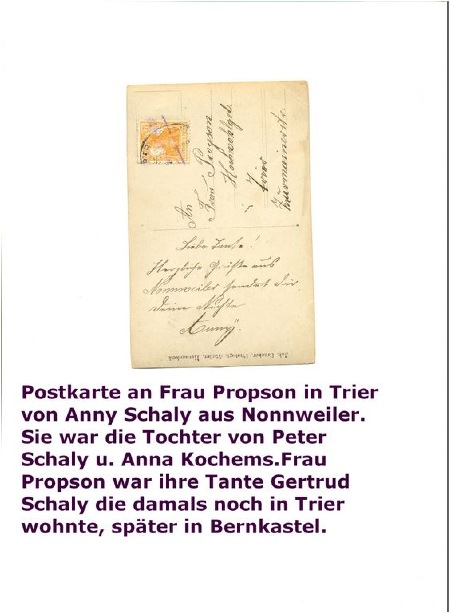 An
Frau Propson
Hochwohlgeb.
Trier
Liebe Tante!
Herzliche Grüße aus
Nonnweiler sendet Dir
Deine Nichte
Anny.
Postkarte an Frau Propson in Trier
von Anny Schaly aus Nonnweiler.
Sie war die Tochter von Peter
Schaly u. Anna Kochems.Frau
Propson war ihre Tante Gertrud
Schaly die damals noch in Trier
wohnte, später in Bernkastel.